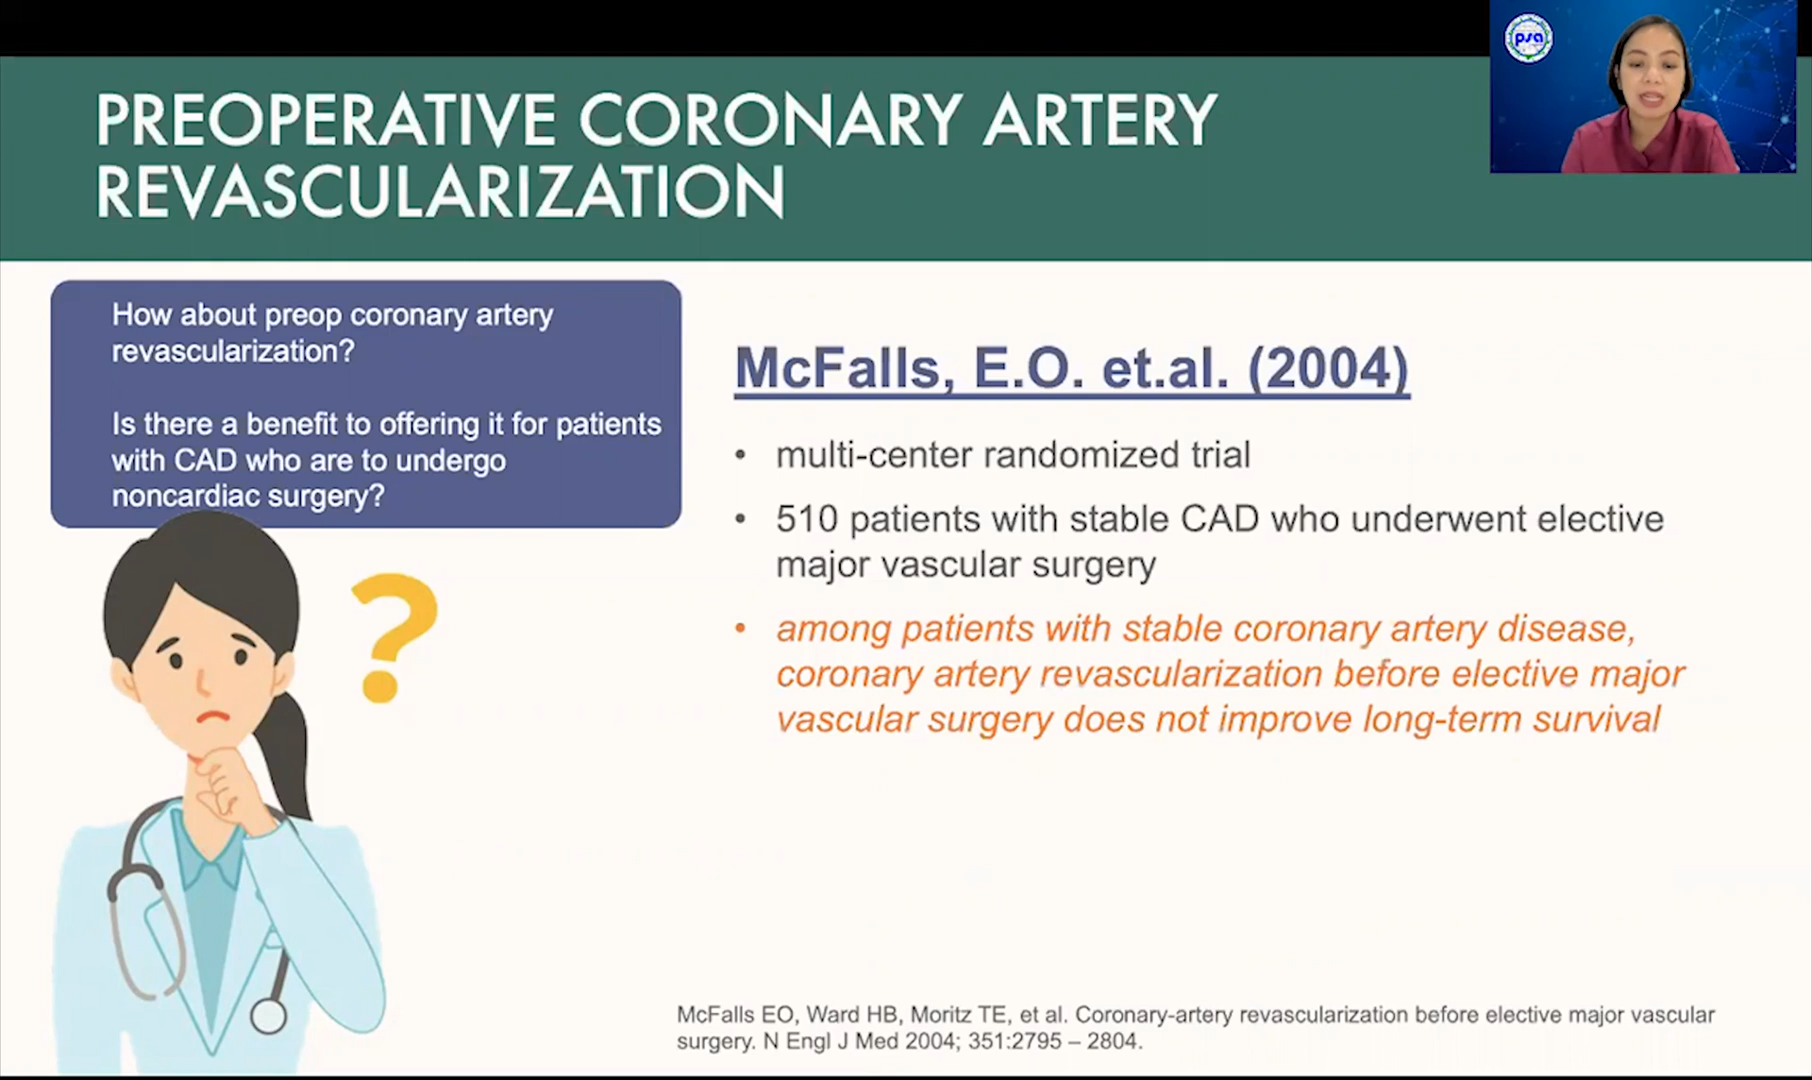 psa
PREOPERATIVE CORONARY ARTERY
REVASCULARIZATION
How about preop coronary artery
revascularization?
Is there a benefit to offering it for patients
with CAD who are to undergo
noncardiac surgery?
?
McFalls, E.O. et.al. (2004)
• multi-center randomized trial
• 510 patients with stable CAD who underwent elective
major vascular surgery
• among patients with stable coronary artery disease,
coronary artery revascularization before elective major
vascular surgery does not improve long-term survival
McFalls EO, Ward HB, Moritz TE, et al. Coronary-artery revascularization before elective major vascular
surgery. N Engl J Med 2004; 351:2795 – 2804.